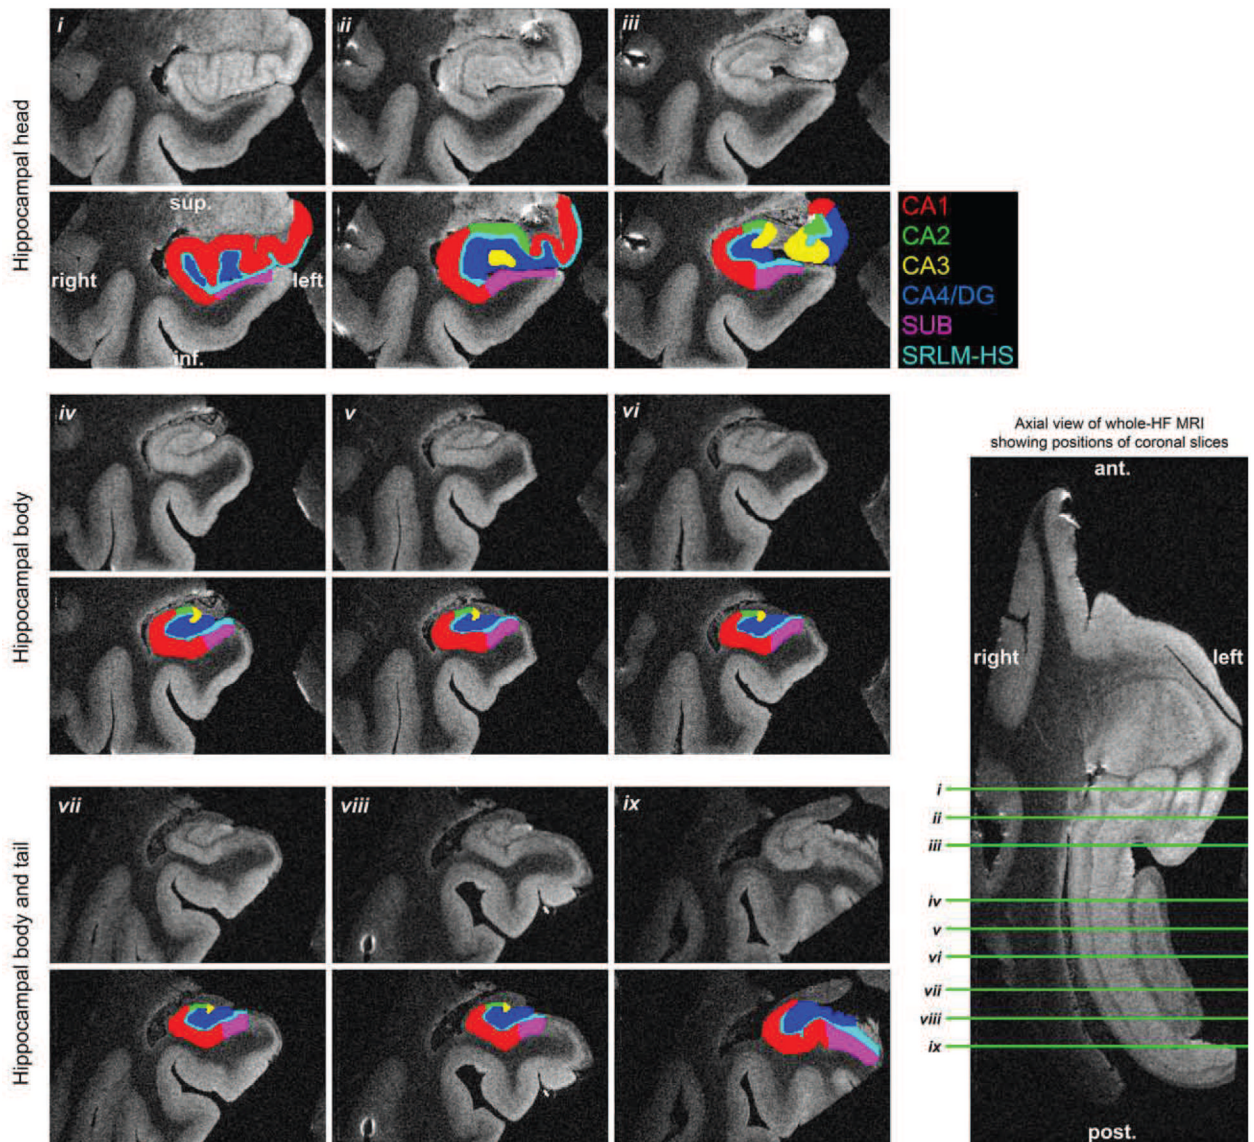 Hippocampal head
i
ii
iii
sup.
right
left
inf.
CA1
CA2
CA3
CA4/DG
SUB
SRLM-HS
Hippocampal body
iv
v
vi
Hippocampal body and tail
vii
viii
ix
Axial view of whole-HF MRI
showing positions of coronal slices
ant.
right
left
i
ii
iii
iv
v
vi
vii
viii
ix
post.